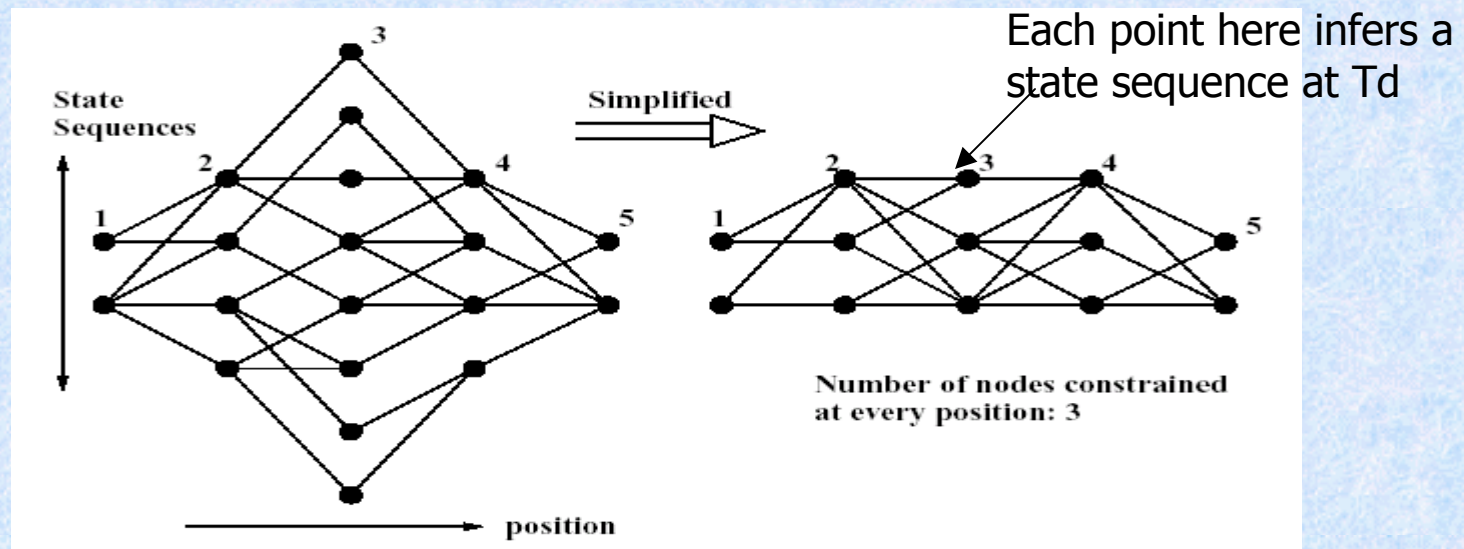 Each point here infers a
state sequence at Td
3
State
Sequences
Simplified
2
4
1
5
2
3
4
1
5
Number of nodes constrained
at every position: 3
position